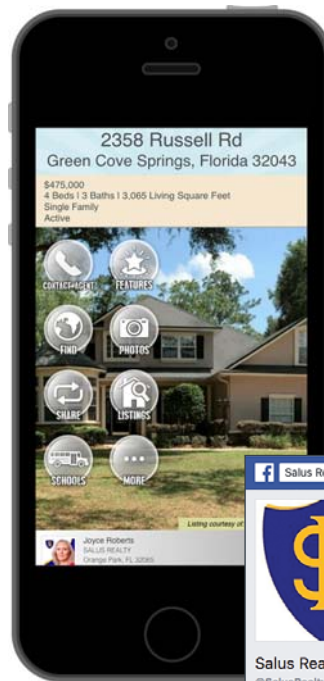 2358 Russell Rd
Green Cove Springs, Florida 32043
$475,000
4 Beds | 3 Baths | 3,065 Living Square Feet
Single Family
Active
CONTACT AGENT
FEATURES
FIND
PHOTOS
SHARE
LISTINGS
SCHOOLS
MORE
Listing courtesy of
Joyce Roberts
SALUS REALTY
Orange Park, FL 32065
f
Salus Re
Salus Rea